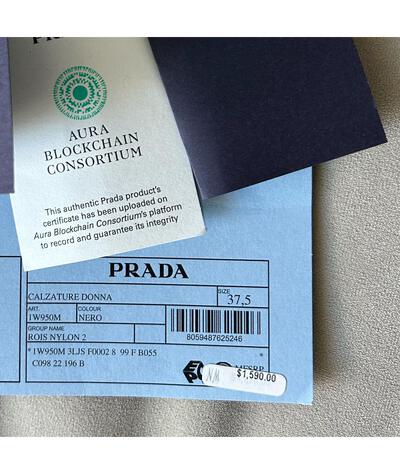 AURA
BLOCKCHAIN
CONSORTIUM
This authentic Prada product's
certificate has been uploaded on
Aura Blockchain Consortium's platform
to record and guarantee its integrity
PRADA
CALZATURE DONNA
SIZE
37,5
ART.
1W950M
COLOUR
NERO
GROUP NAME
ROIS NYLON 2
8059487625246
* 1W950M 3LJS F0002 8 99 F B055 *
C098 22 196 B
MFSRP
$1,590.00